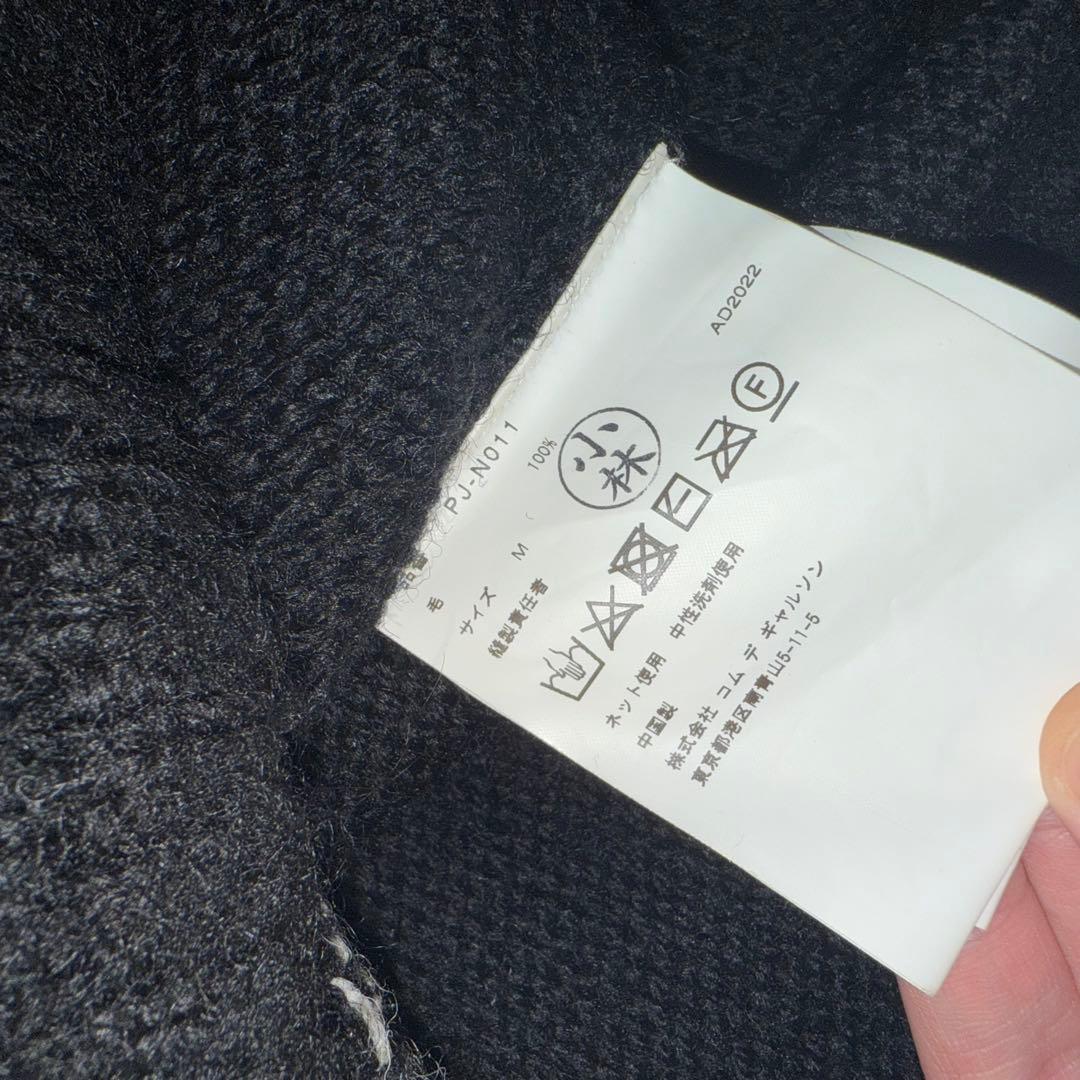 品番 PJ-N011
毛 100%
サイズ M
縫製責任者 小林
F
ネット使用 中性洗剤使用
中国製
株式会社 コム デ ギャルソン
東京都港区南青山5-11-5
AD2022